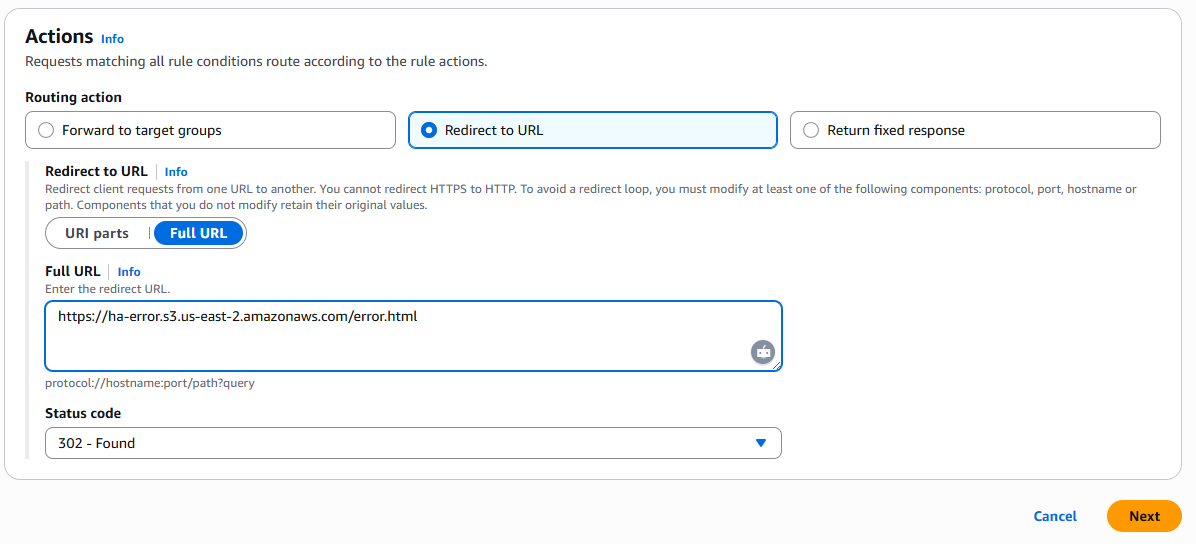 Actions Info
Requests matching all rule conditions route according to the rule actions.
Routing action
Forward to target groups
Redirect to URL
Return fixed response
Redirect to URL Info
Redirect client requests from one URL to another. You cannot redirect HTTPS to HTTP. To avoid a redirect loop, you must modify at least one of the following components: protocol, port, hostname or
path. Components that you do not modify retain their original values.
URI parts
Full URL
Full URL Info
Enter the redirect URL.
https://ha-error.s3.us-east-2.amazonaws.com/error.html
protocol://hostname:port/path?query
Status code
302 - Found
Cancel
Next